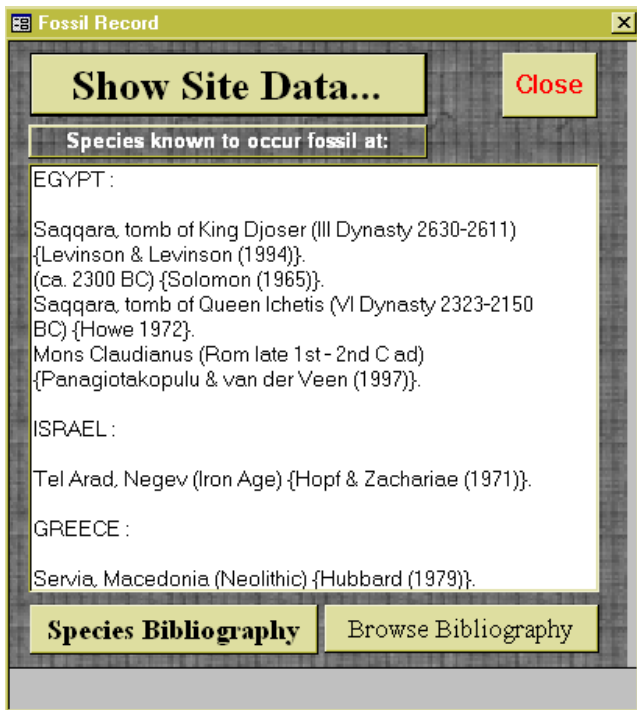 Fossil Record
Show Site Data...
Close
Species known to occur fossil at:
EGYPT :
Saqqara, tomb of King Djoser (III Dynasty 2630-2611)
{Levinson & Levinson (1994)}.
(ca. 2300 BC) {Solomon (1965)}.
Saqqara, tomb of Queen Ichetis (VI Dynasty 2323-2150
BC) {Howe 1972}.
Mons Claudianus (Rom late 1st - 2nd C ad)
{Panagiotakopulu & van der Veen (1997)}.
ISRAEL :
Tel Arad, Negev (Iron Age) {Hopf & Zachariae (1971)}.
GREECE :
Servia, Macedonia (Neolithic) {Hubbard (1979)}.
Species Bibliography
Browse Bibliography